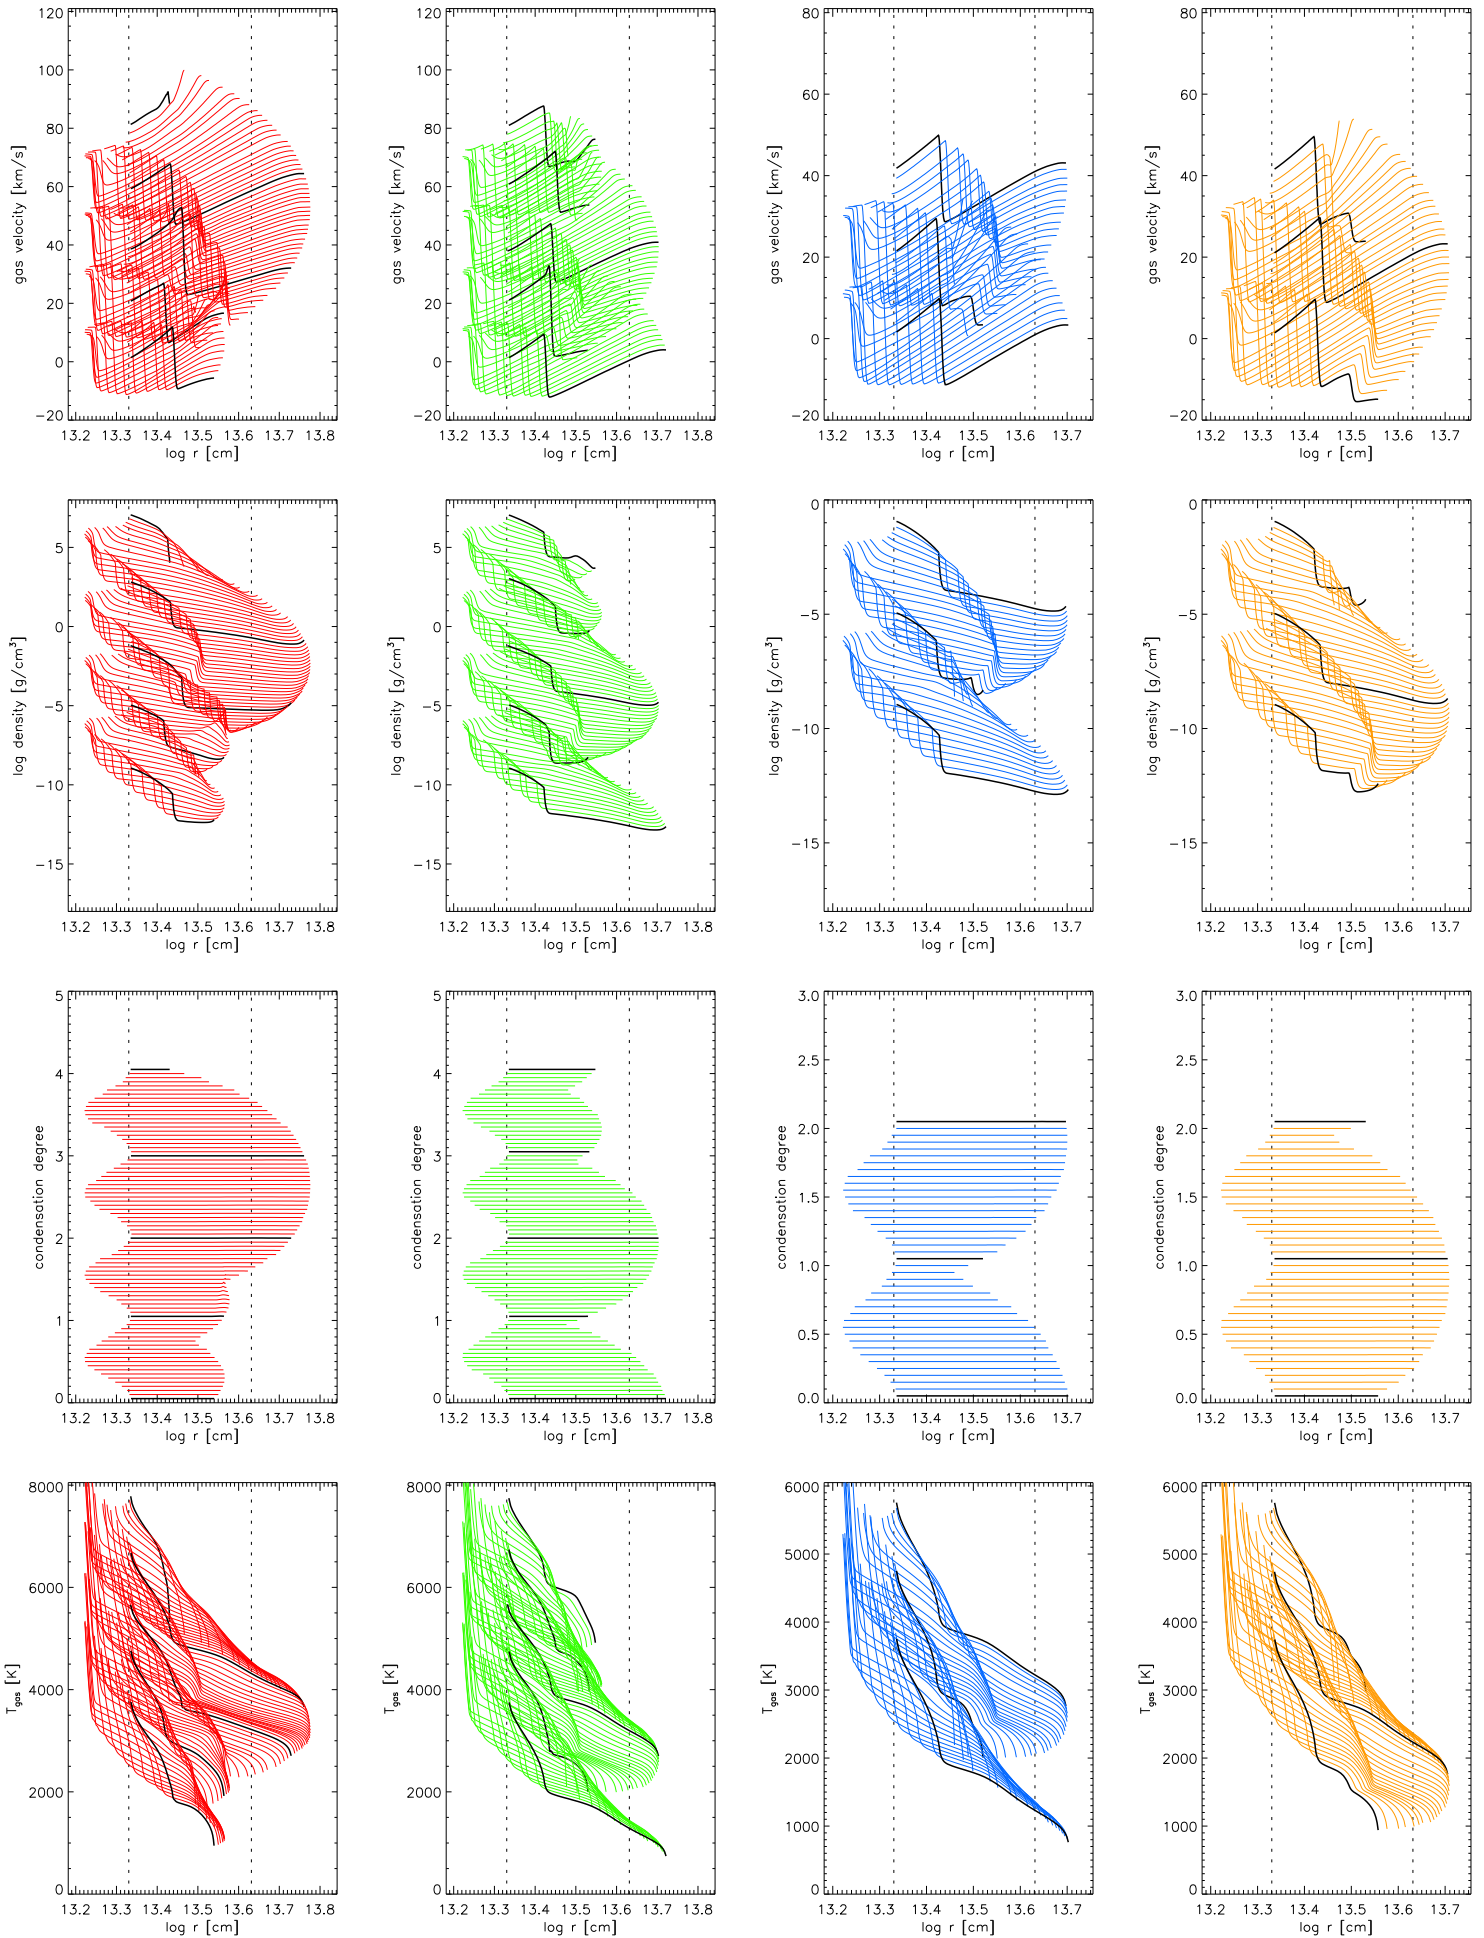 120
100
80
60
40
20
0
−20
gas velocity [km/s]
13.2 13.3 13.4 13.5 13.6 13.7 13.8
log r [cm]
120
100
80
60
40
20
0
−20
gas velocity [km/s]
13.2 13.3 13.4 13.5 13.6 13.7 13.8
log r [cm]
80
60
40
20
0
−20
gas velocity [km/s]
13.2 13.3 13.4 13.5 13.6 13.7
log r [cm]
80
60
40
20
0
−20
gas velocity [km/s]
13.2 13.3 13.4 13.5 13.6 13.7
log r [cm]
5
0
−5
−10
−15
log density [g/cm³]
13.2 13.3 13.4 13.5 13.6 13.7 13.8
log r [cm]
5
0
−5
−10
−15
log density [g/cm³]
13.2 13.3 13.4 13.5 13.6 13.7 13.8
log r [cm]
0
−5
−10
−15
log density [g/cm³]
13.2 13.3 13.4 13.5 13.6 13.7
log r [cm]
0
−5
−10
−15
log density [g/cm³]
13.2 13.3 13.4 13.5 13.6 13.7
log r [cm]
5
4
3
2
1
0
condensation degree
13.2 13.3 13.4 13.5 13.6 13.7 13.8
log r [cm]
5
4
3
2
1
0
condensation degree
13.2 13.3 13.4 13.5 13.6 13.7 13.8
log r [cm]
3.0
2.5
2.0
1.5
1.0
0.5
0.0
condensation degree
13.2 13.3 13.4 13.5 13.6 13.7
log r [cm]
3.0
2.5
2.0
1.5
1.0
0.5
0.0
condensation degree
13.2 13.3 13.4 13.5 13.6 13.7
log r [cm]
8000
6000
4000
2000
0
Tgas [K]
13.2 13.3 13.4 13.5 13.6 13.7 13.8
log r [cm]
8000
6000
4000
2000
0
Tgas [K]
13.2 13.3 13.4 13.5 13.6 13.7 13.8
log r [cm]
6000
5000
4000
3000
2000
1000
0
Tgas [K]
13.2 13.3 13.4 13.5 13.6 13.7
log r [cm]
6000
5000
4000
3000
2000
1000
0
Tgas [K]
13.2 13.3 13.4 13.5 13.6 13.7
log r [cm]